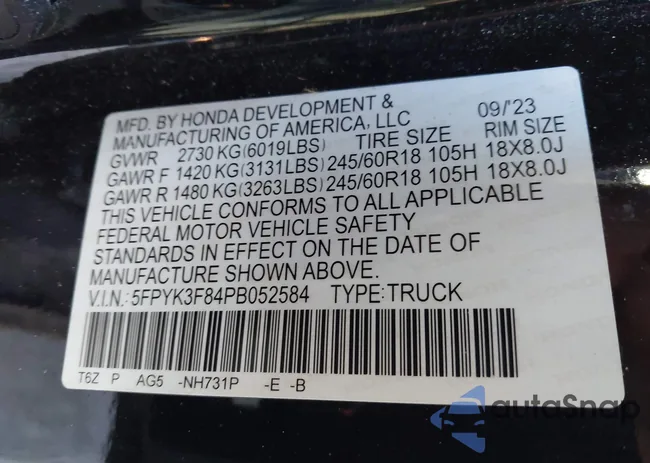 MFD. BY HONDA DEVELOPMENT &
MANUFACTURING OF AMERICA, LLC 09/'23
GVWR 2730 KG(6019LBS) TIRE SIZE RIM SIZE
GAWR F 1420 KG(3131LBS) 245/60R18 105H 18X8.0J
GAWR R 1480 KG(3263LBS) 245/60R18 105H 18X8.0J
THIS VEHICLE CONFORMS TO ALL APPLICABLE
FEDERAL MOTOR VEHICLE SAFETY
STANDARDS IN EFFECT ON THE DATE OF
MANUFACTURE SHOWN ABOVE.
V.I.N.: 5FPYK3F84PB052584 TYPE: TRUCK
T6Z P AG5 -NH731P -E -B
autoSnap